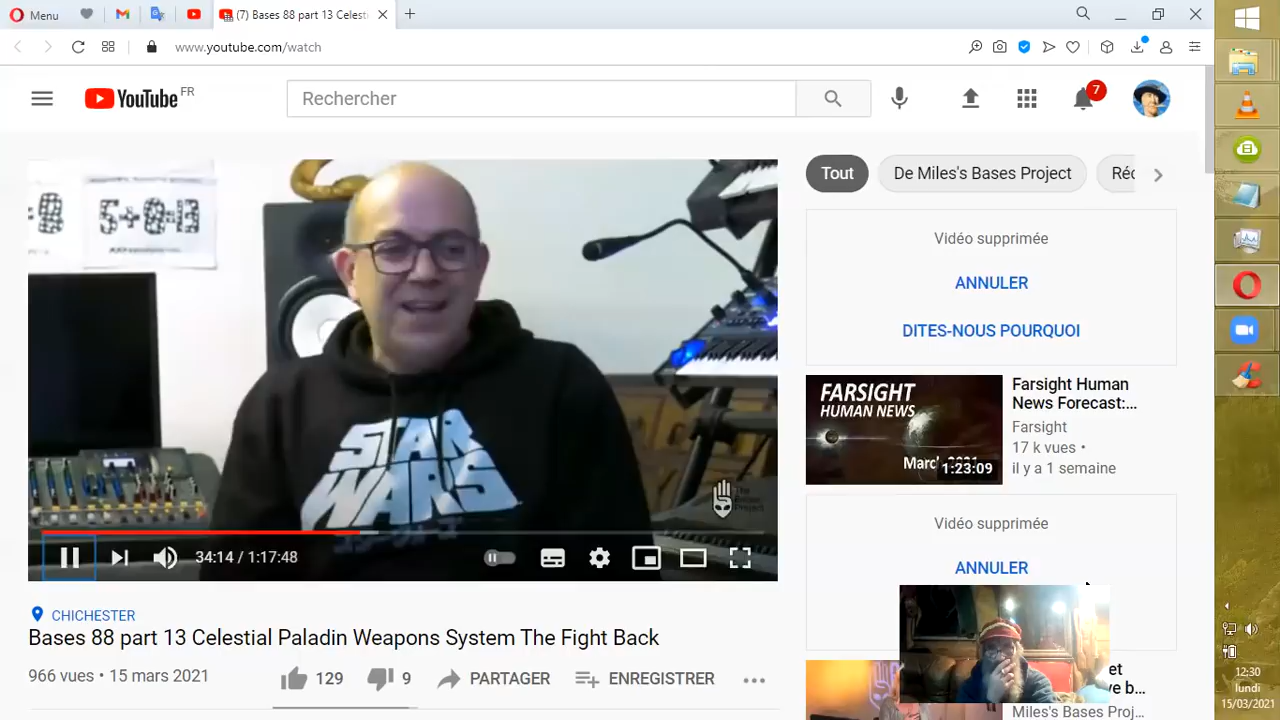 Menu
(7) Bases 88 part 13 Celest
www.youtube.com/watch
YouTube FR
Rechercher
7
5+8=13
STAR
WARS
34:14 / 1:17:48
CHICHESTER
Bases 88 part 13 Celestial Paladin Weapons System The Fight Back
966 vues • 15 mars 2021
129
9
PARTAGER
ENREGISTRER
Tout
De Miles's Bases Project
Réc
Vidéo supprimée
ANNULER
DITES-NOUS POURQUOI
FARSIGHT
HUMAN NEWS
March 2021
1:23:09
Farsight Human
News Forecast:...
Farsight
17 k vues •
il y a 1 semaine
Vidéo supprimée
ANNULER
et
ve b...
Miles's Bases Proj...
12:30
lundi
15/03/2021